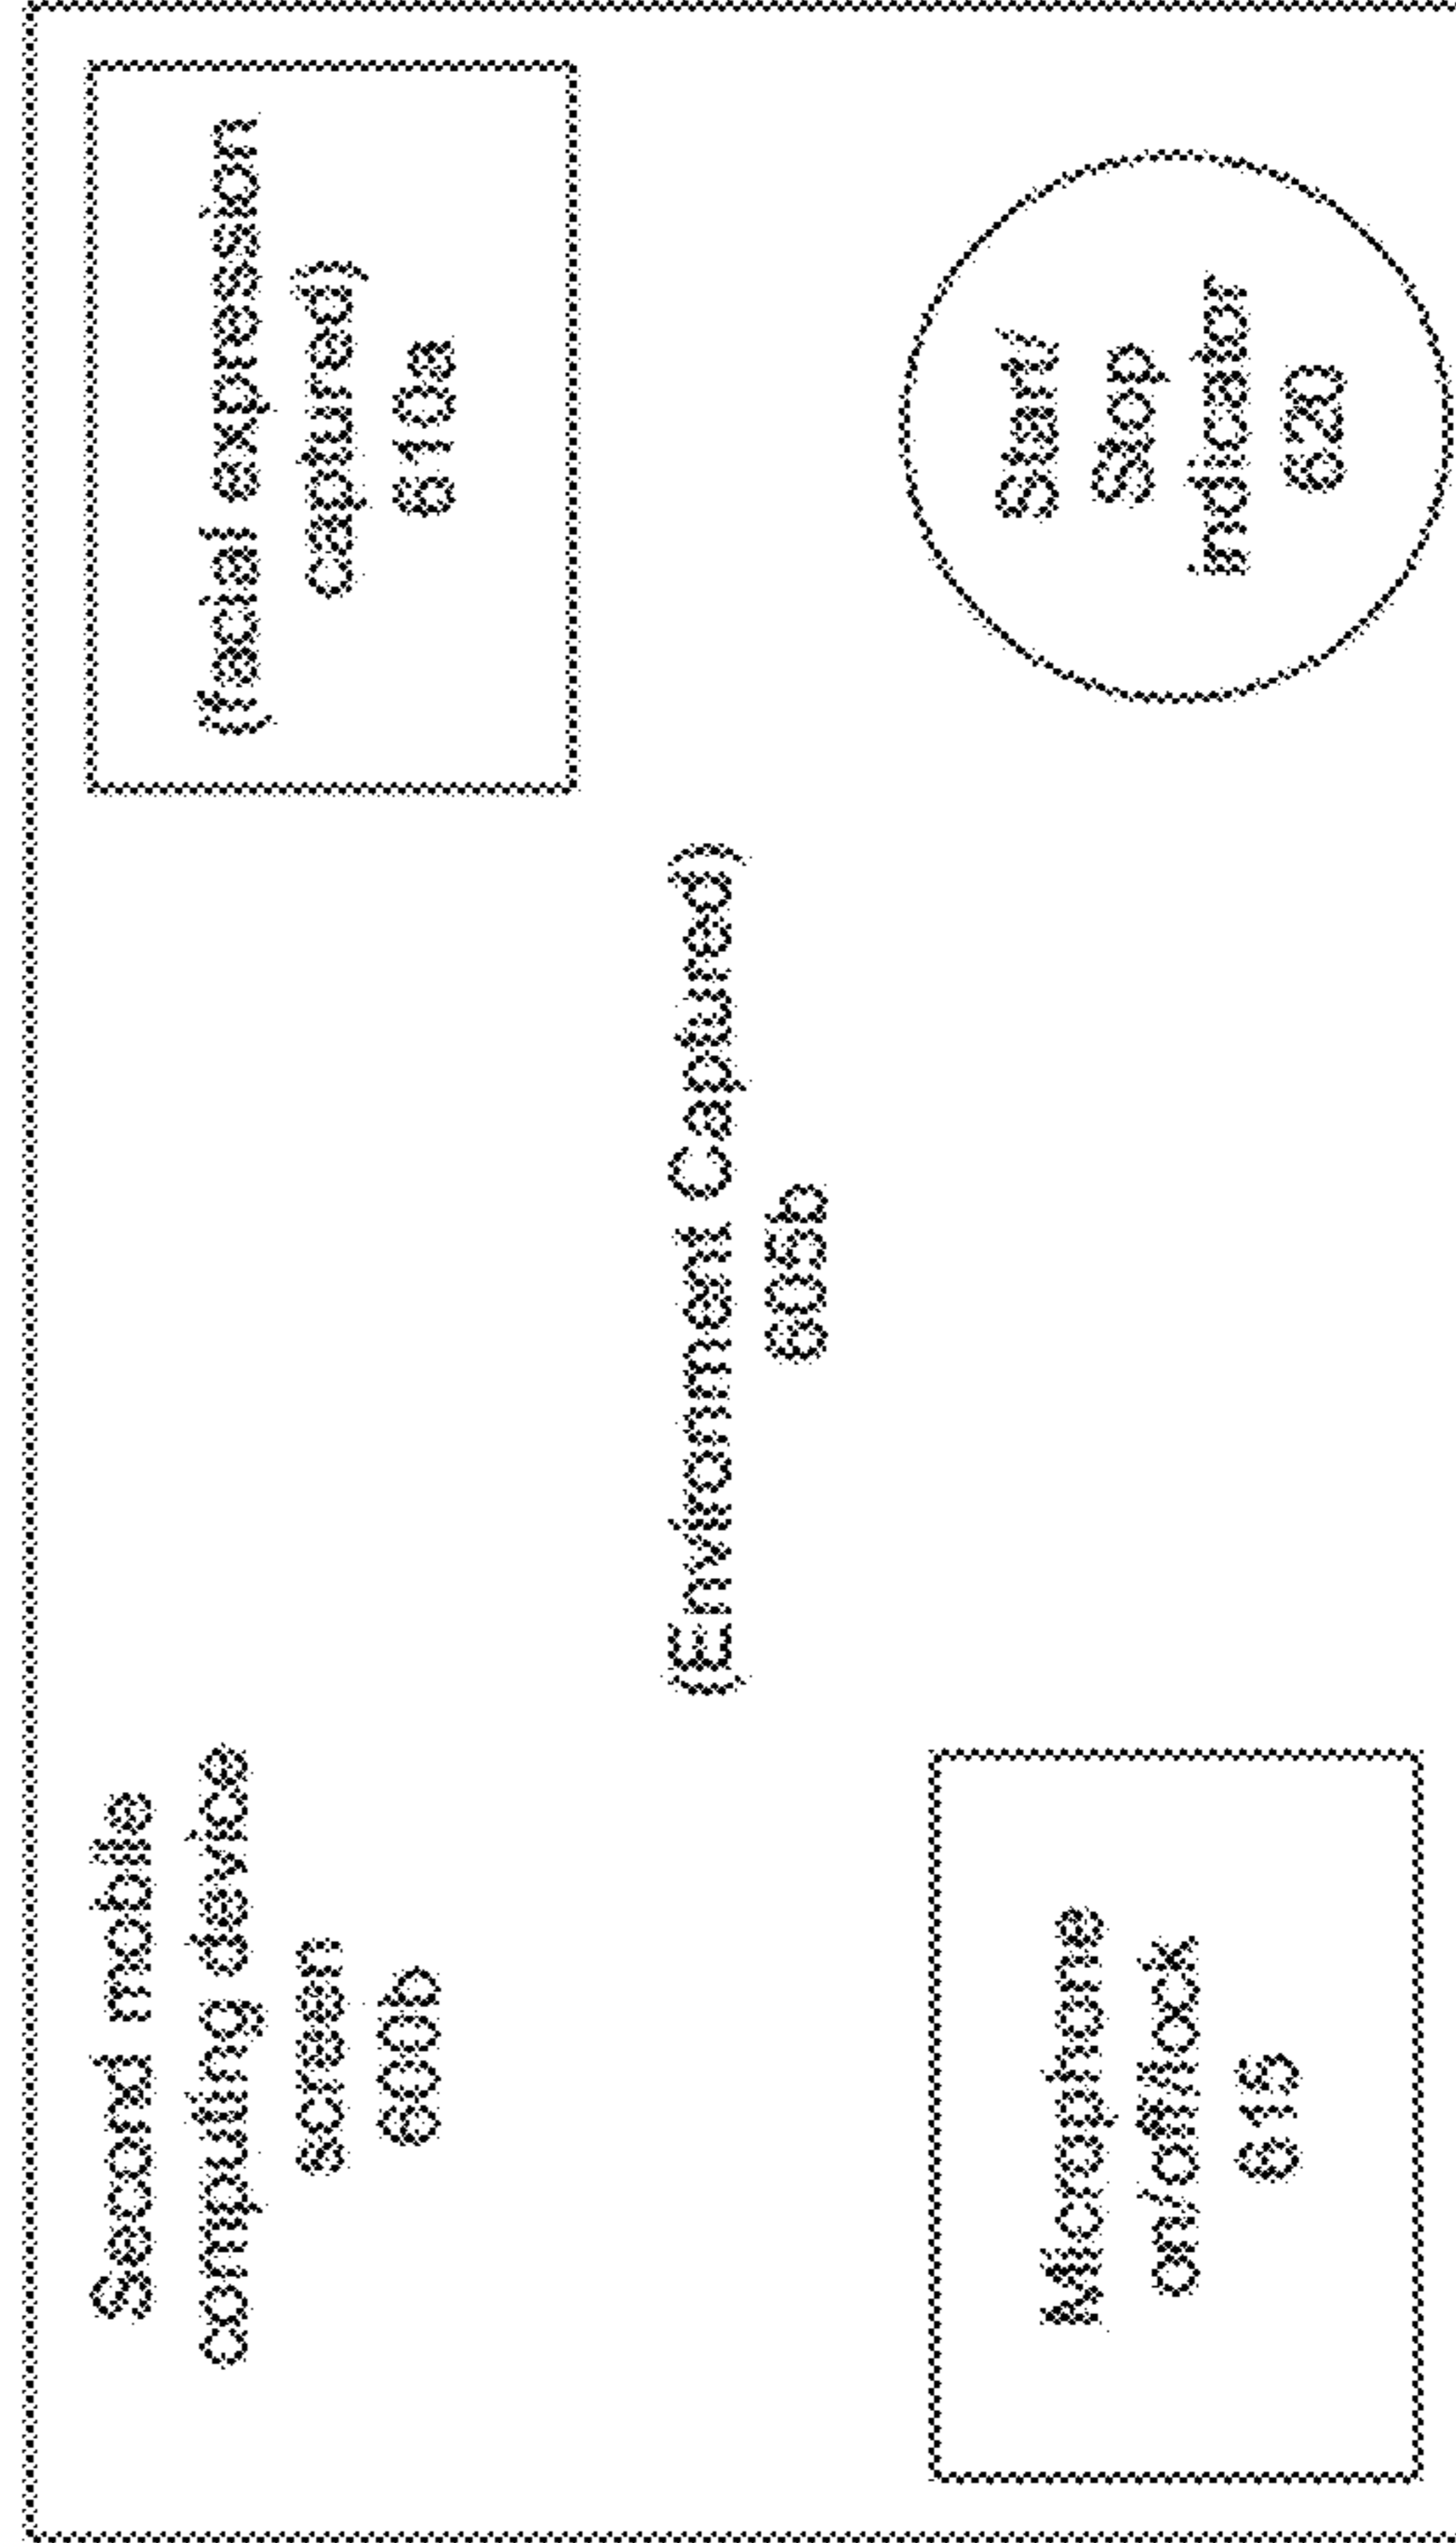 Second mobile
computing device
screen
600b
(facial expression
captured)
610a
(Environment Captured)
605b
Microphone
on/off/lock
615
Start/
Stop
indicator
620